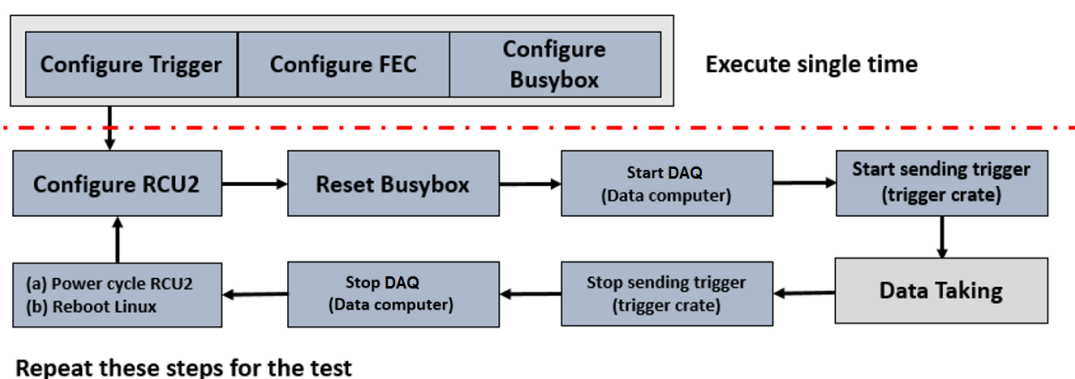 Configure Trigger
Configure FEC
Configure
Busybox
Execute single time
Configure RCU2
Reset Busybox
Start DAQ
(Data computer)
Start sending trigger
(trigger crate)
(a) Power cycle RCU2
(b) Reboot Linux
Stop DAQ
(Data computer)
Stop sending trigger
(trigger crate)
Data Taking
Repeat these steps for the test